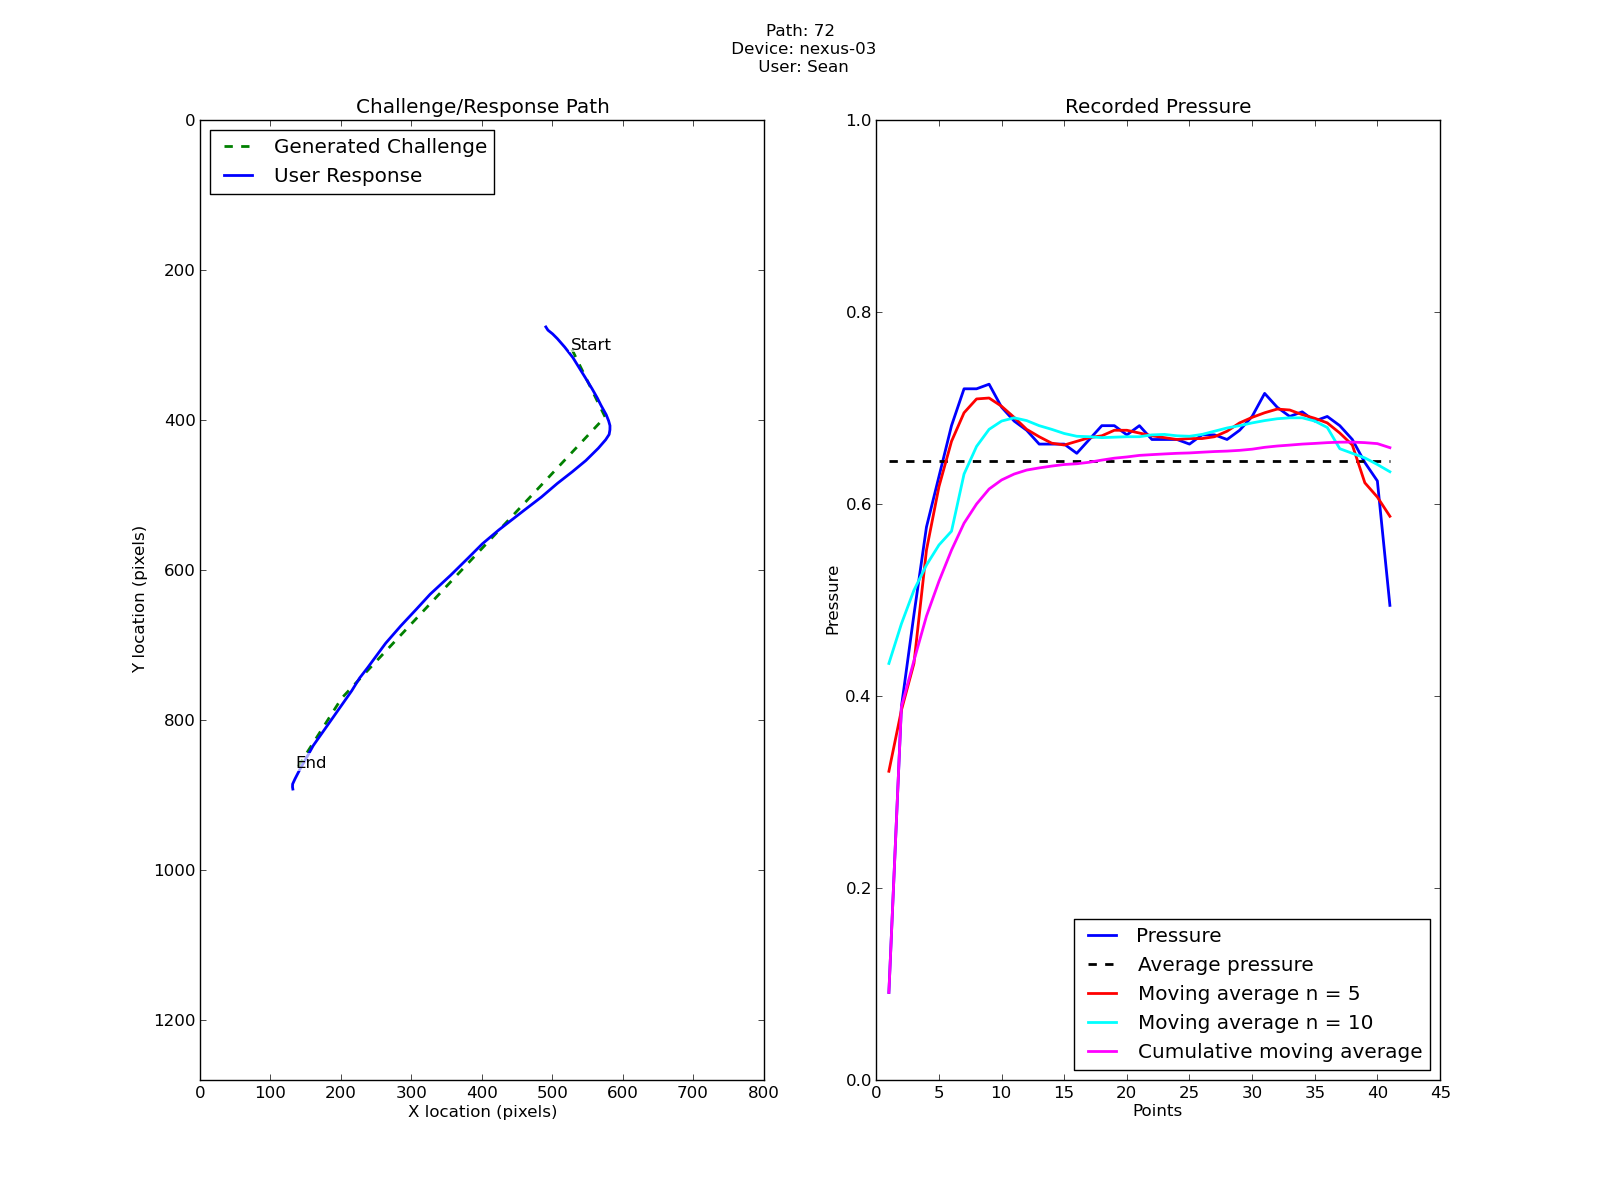 Path: 72
Device: nexus-03
User: Sean
Challenge/Response Path
Generated Challenge
User Response
Start
End
0
200
400
600
800
1000
1200
Y location (pixels)
0 100 200 300 400 500 600 700 800
X location (pixels)
Recorded Pressure
1.0
0.8
0.6
0.4
0.2
0.0
Pressure
Pressure
Average pressure
Moving average n = 5
Moving average n = 10
Cumulative moving average
0 5 10 15 20 25 30 35 40 45
Points